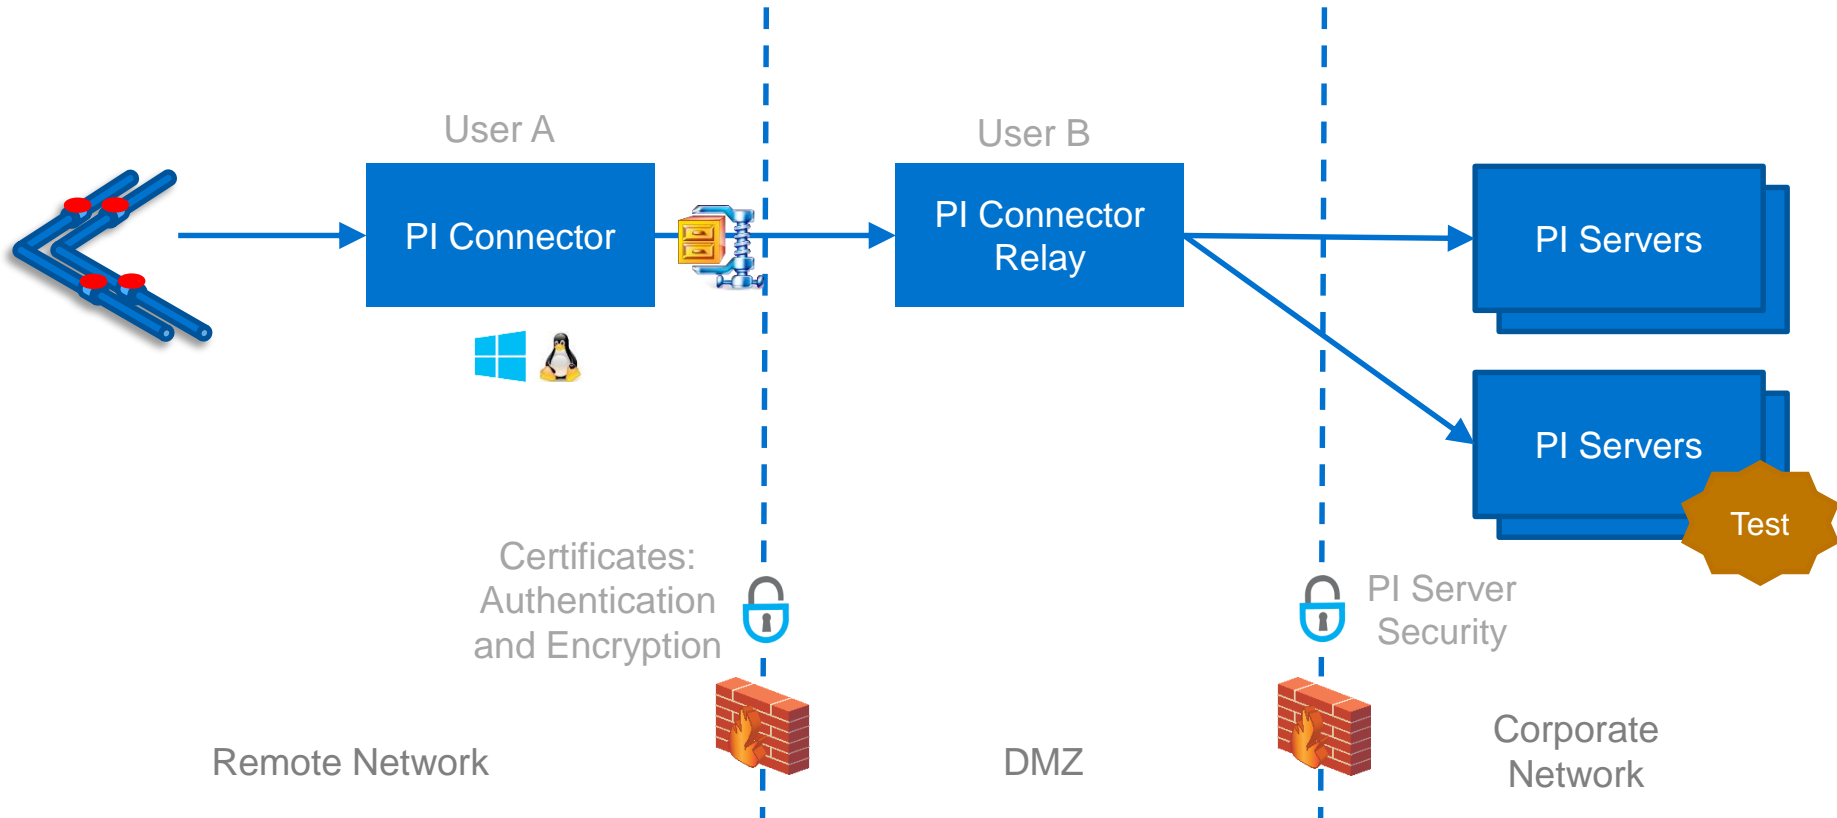 User A
User B
PI Connector
PI Connector
Relay
PI Servers
PI Servers
Test
Certificates:
Authentication
and Encryption
PI Server
Security
Remote Network
DMZ
Corporate
Network